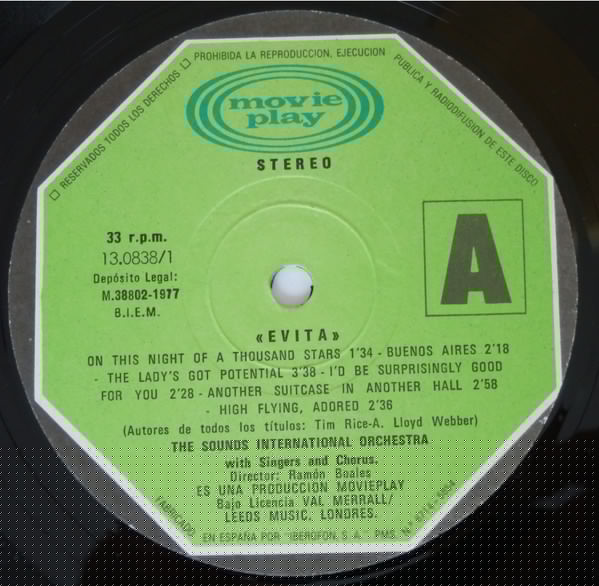 RESERVADOS TODOS LOS DERECHOS □ PROHIBIDA LA REPRODUCCION, EJECUCION PUBLICA Y RADIODIFUSION DE ESTE DISCO □
movie
play
STEREO
33 r.p.m.
13.0838/1
Depósito Legal:
M.38802-1977
B.I.E.M.
A
«EVITA»
ON THIS NIGHT OF A THOUSAND STARS 1'34 - BUENOS AIRES 2'18
- THE LADY'S GOT POTENTIAL 3'38 - I'D BE SURPRISINGLY GOOD
FOR YOU 2'28 - ANOTHER SUITCASE IN ANOTHER HALL 2'58
- HIGH FLYING, ADORED 2'36
(Autores de todos los títulos: Tim Rice-A. Lloyd Webber)
THE SOUNDS INTERNATIONAL ORCHESTRA
with Singers and Chorus.
Director: Ramón
ES UNA PRODUCCION MOVIEPLAY
Bajo Licencia VAL MERRALL/
LEEDS MUSIC. LONDRES.
FABRICADO EN ESPAÑA POR IBEROFON, S. A. - PMS. N.º